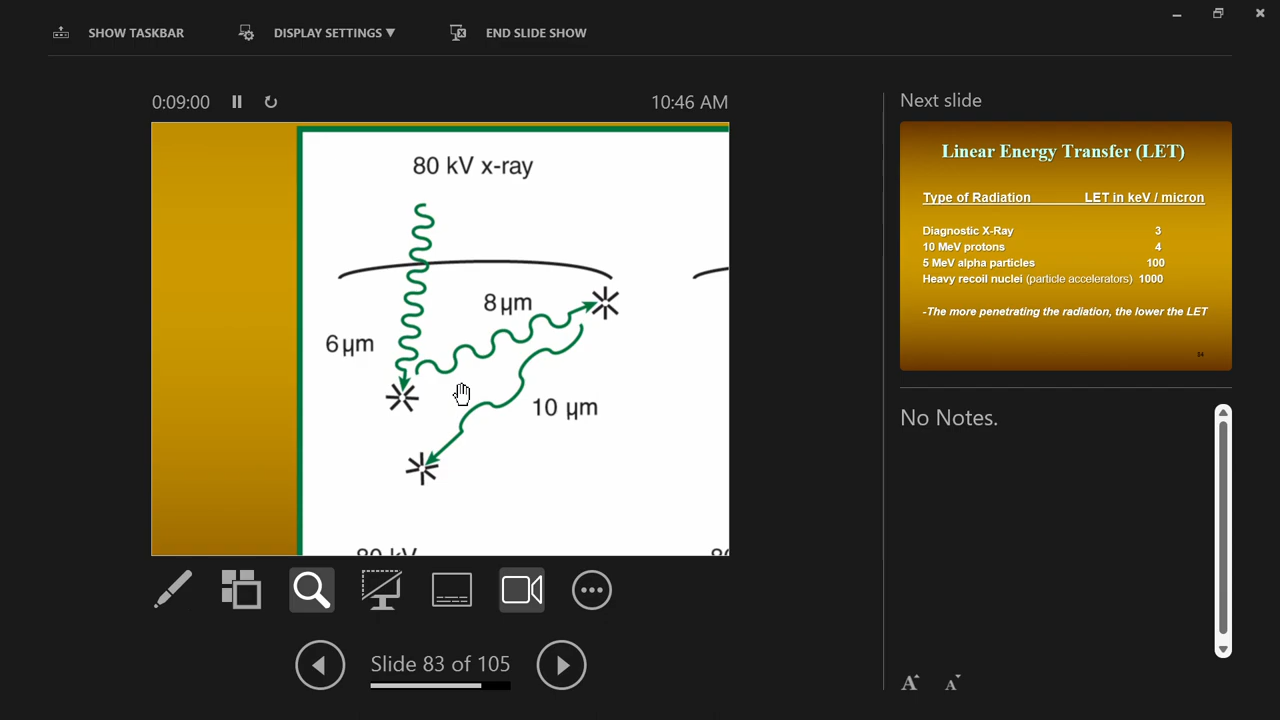 SHOW TASKBAR
DISPLAY SETTINGS ▼
END SLIDE SHOW
0:09:00
10:46 AM
80 kV x-ray
8 µm
6 µm
10 µm
80 kV
Slide 83 of 105
Next slide
Linear Energy Transfer (LET)
Type of Radiation LET in keV / micron
Diagnostic X-Ray 3
10 MeV protons 4
5 MeV alpha particles 100
Heavy recoil nuclei (particle accelerators) 1000
-The more penetrating the radiation, the lower the LET
84
No Notes.
A A